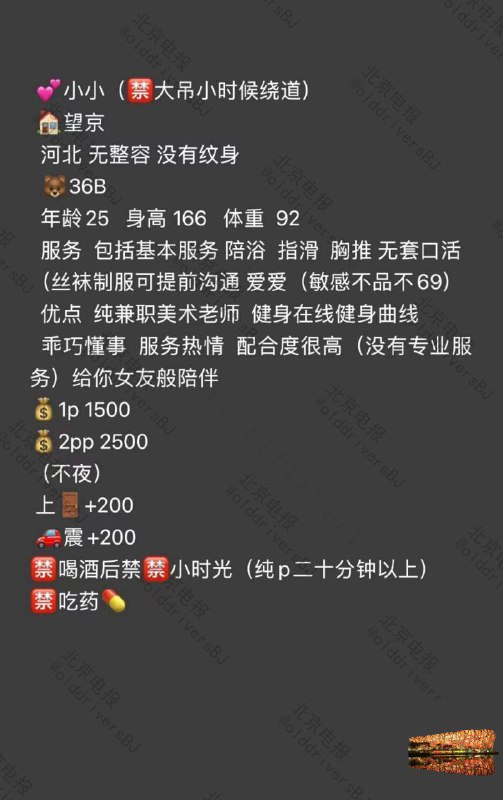 💕小小（🈲大吊小时候绕道）
🏠望京
河北 无整容 没有纹身
🐻36B
年龄25 身高 166 体重 92
服务 包括基本服务 陪浴 指滑 胸推 无套口活
（丝袜制服可提前沟通 爱爱（敏感不品不69）
优点 纯兼职美术老师 健身在线健身曲线
乖巧懂事 服务热情 配合度很高（没有专业服
务）给你女友般陪伴
💰1p 1500
💰2pp 2500
（不夜）
上🚪+200
🚗震+200
🈲喝酒后禁🈲小时光（纯p二十分钟以上）
🈲吃药💊
北京电报
@olddriversBJ